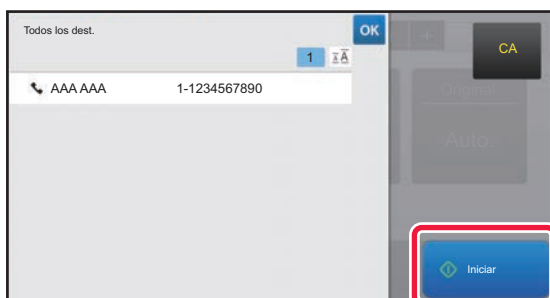 Todos los dest.
OK
CA
1
AAA AAA 1-1234567890
Original
Auto.
Iniciar